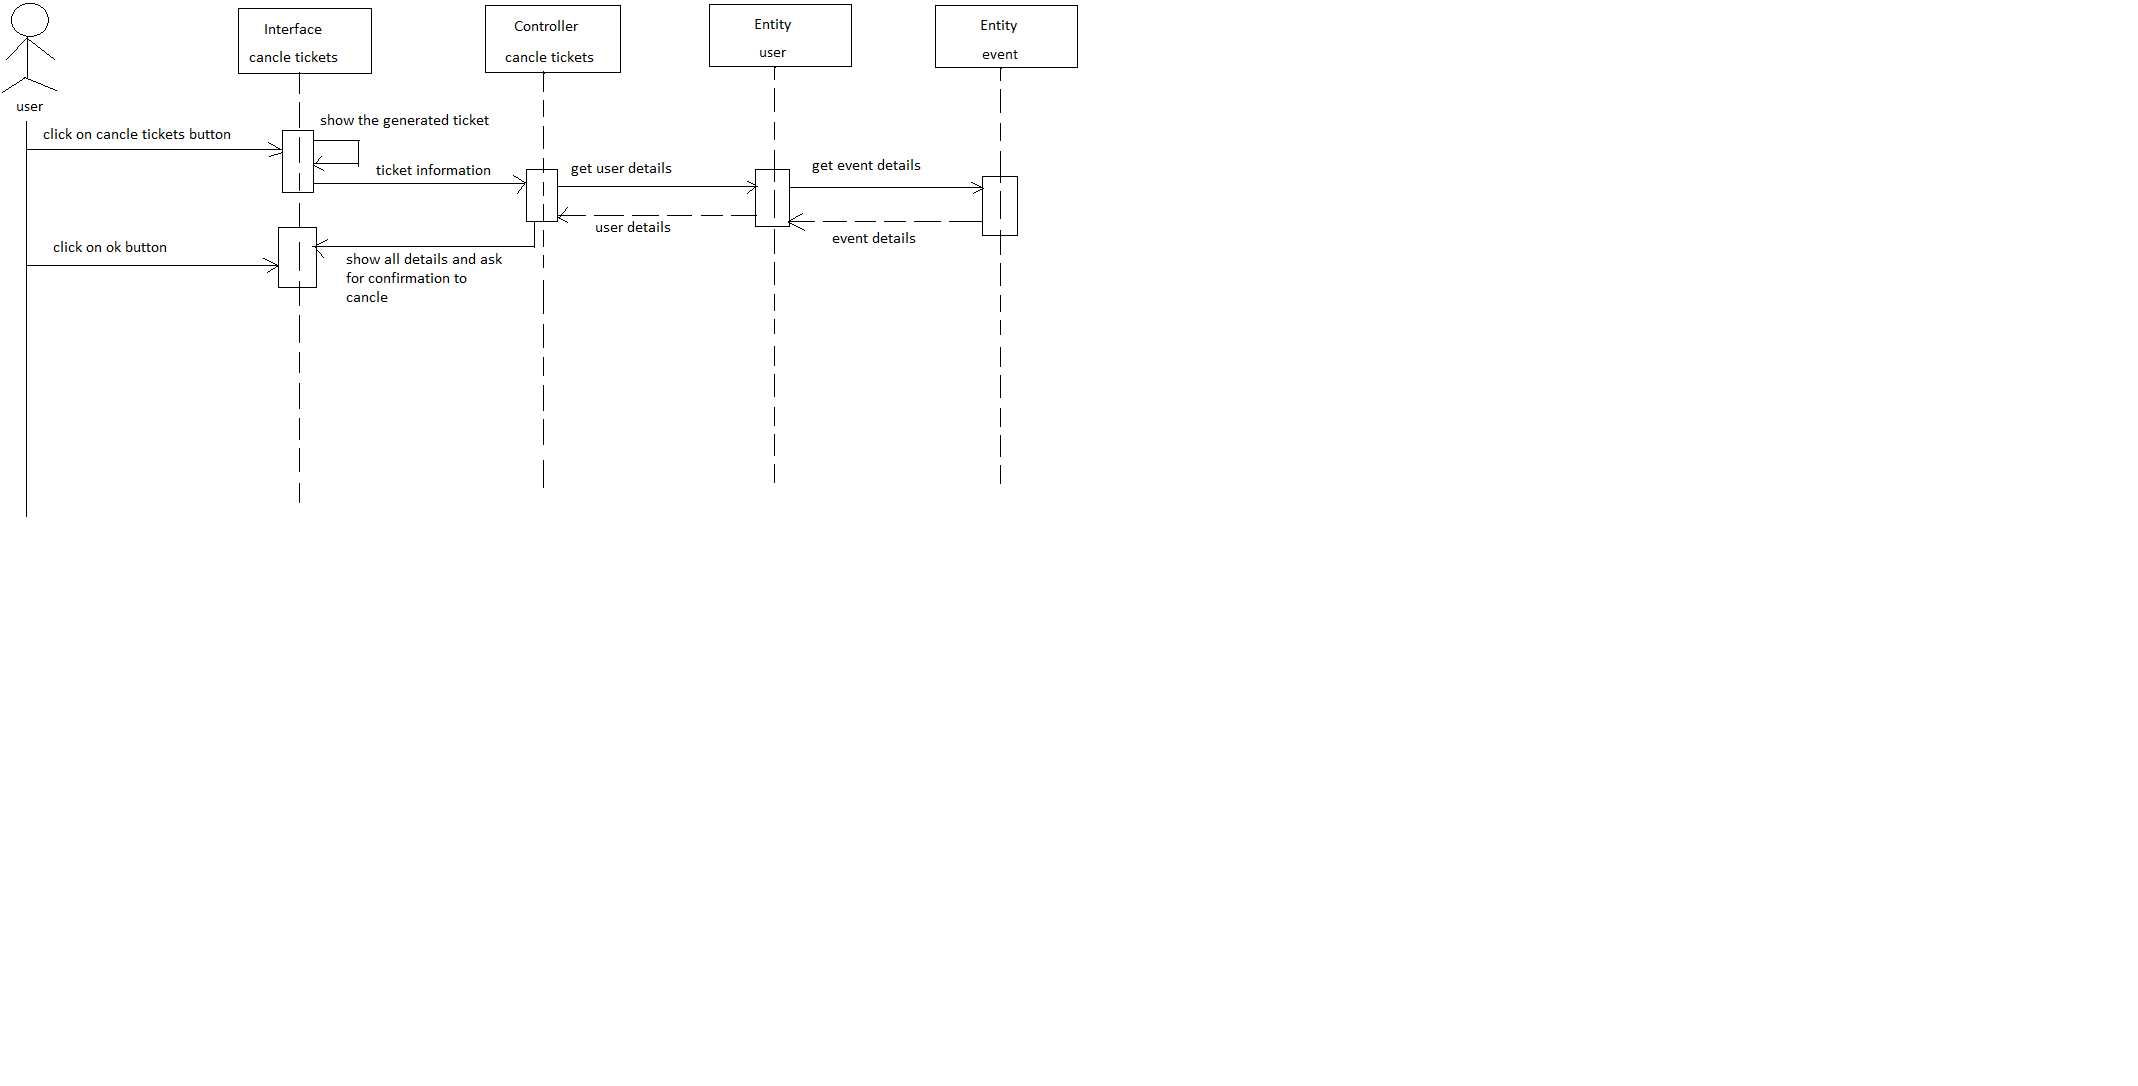 Interface
cancle tickets
Controller
cancle tickets
Entity
user
Entity
event
user
click on cancle tickets button
show the generated ticket
ticket information
get user details
get event details
user details
event details
click on ok button
show all details and ask
for confirmation to
cancle